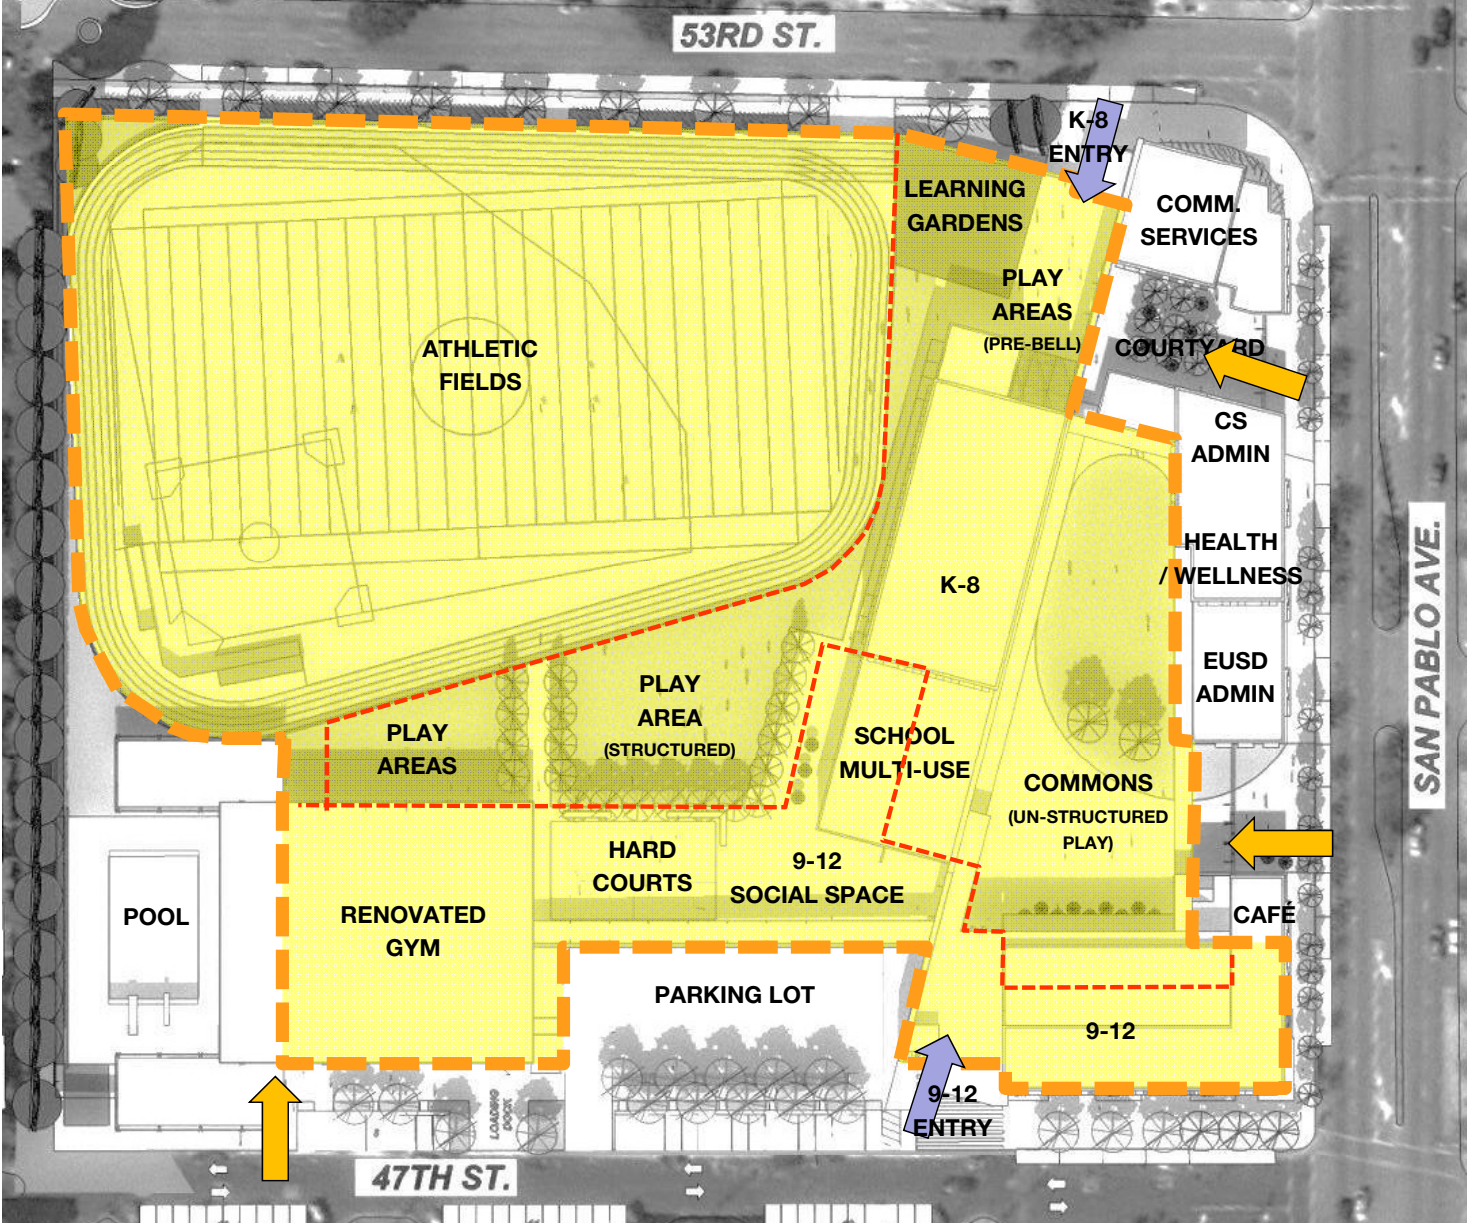 53RD ST.
K-8
ENTRY
LEARNING
GARDENS
COMM.
SERVICES
PLAY
AREAS
(PRE-BELL)
COURTYARD
ATHLETIC
FIELDS
CS
ADMIN
HEALTH
/ WELLNESS
K-8
EUSD
ADMIN
SAN PABLO AVE.
PLAY
AREA
(STRUCTURED)
PLAY
AREAS
SCHOOL
MULTI-USE
COMMONS
(UN-STRUCTURED
PLAY)
HARD
COURTS
9-12
SOCIAL SPACE
POOL
RENOVATED
GYM
CAFÉ
PARKING LOT
9-12
9-12
ENTRY
LOADING
DOCK
47TH ST.